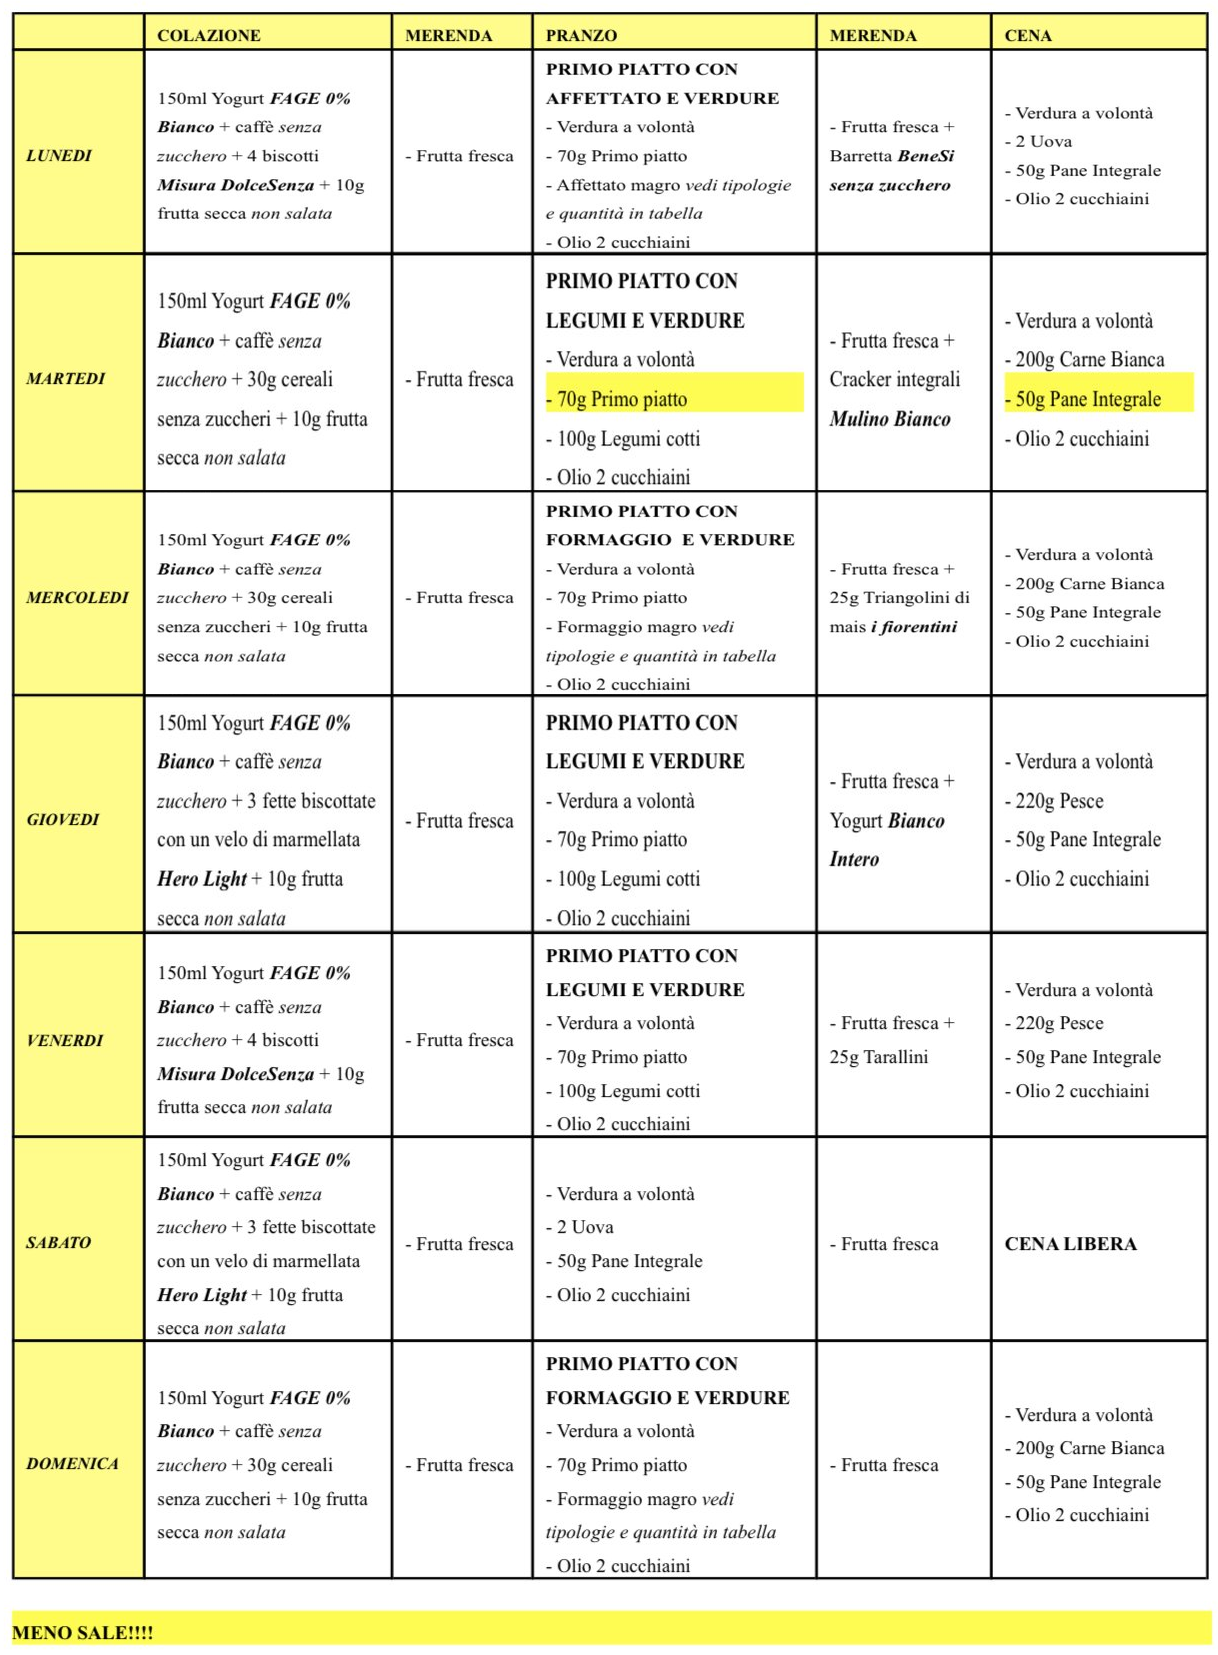 COLAZIONE
MERENDA
PRANZO
MERENDA
CENA
LUNEDI
150ml Yogurt FAGE 0%
Bianco + caffè senza
zucchero + 4 biscotti
Misura DolceSenza + 10g
frutta secca non salata
- Frutta fresca
PRIMO PIATTO CON
AFFETTATO E VERDURE
- Verdura a volontà
- 70g Primo piatto
- Affettato magro vedi tipologie
e quantità in tabella
- Olio 2 cucchiaini
- Frutta fresca +
Barretta BeneSi
senza zucchero
- Verdura a volontà
- 2 Uova
- 50g Pane Integrale
- Olio 2 cucchiaini
MARTEDI
150ml Yogurt FAGE 0%
Bianco + caffè senza
zucchero + 30g cereali
senza zuccheri + 10g frutta
secca non salata
- Frutta fresca
PRIMO PIATTO CON
LEGUMI E VERDURE
- Verdura a volontà
- 70g Primo piatto
- 100g Legumi cotti
- Olio 2 cucchiaini
- Frutta fresca +
Cracker integrali
Mulino Bianco
- Verdura a volontà
- 200g Carne Bianca
- 50g Pane Integrale
- Olio 2 cucchiaini
MERCOLEDI
150ml Yogurt FAGE 0%
Bianco + caffè senza
zucchero + 30g cereali
senza zuccheri + 10g frutta
secca non salata
- Frutta fresca
PRIMO PIATTO CON
FORMAGGIO E VERDURE
- Verdura a volontà
- 70g Primo piatto
- Formaggio magro vedi
tipologie e quantità in tabella
- Olio 2 cucchiaini
- Frutta fresca +
25g Triangolini di
mais i fiorentini
- Verdura a volontà
- 200g Carne Bianca
- 50g Pane Integrale
- Olio 2 cucchiaini
GIOVEDI
150ml Yogurt FAGE 0%
Bianco + caffè senza
zucchero + 3 fette biscottate
con un velo di marmellata
Hero Light + 10g frutta
secca non salata
- Frutta fresca
PRIMO PIATTO CON
LEGUMI E VERDURE
- Verdura a volontà
- 70g Primo piatto
- 100g Legumi cotti
- Olio 2 cucchiaini
- Frutta fresca +
Yogurt Bianco
Intero
- Verdura a volontà
- 220g Pesce
- 50g Pane Integrale
- Olio 2 cucchiaini
VENERDI
150ml Yogurt FAGE 0%
Bianco + caffè senza
zucchero + 4 biscotti
Misura DolceSenza + 10g
frutta secca non salata
- Frutta fresca
PRIMO PIATTO CON
LEGUMI E VERDURE
- Verdura a volontà
- 70g Primo piatto
- 100g Legumi cotti
- Olio 2 cucchiaini
- Frutta fresca +
25g Tarallini
- Verdura a volontà
- 220g Pesce
- 50g Pane Integrale
- Olio 2 cucchiaini
SABATO
150ml Yogurt FAGE 0%
Bianco + caffè senza
zucchero + 3 fette biscottate
con un velo di marmellata
Hero Light + 10g frutta
secca non salata
- Frutta fresca
- Verdura a volontà
- 2 Uova
- 50g Pane Integrale
- Olio 2 cucchiaini
- Frutta fresca
CENA LIBERA
DOMENICA
150ml Yogurt FAGE 0%
Bianco + caffè senza
zucchero + 30g cereali
senza zuccheri + 10g frutta
secca non salata
- Frutta fresca
PRIMO PIATTO CON
FORMAGGIO E VERDURE
- Verdura a volontà
- 70g Primo piatto
- Formaggio magro vedi
tipologie e quantità in tabella
- Olio 2 cucchiaini
- Frutta fresca
- Verdura a volontà
- 200g Carne Bianca
- 50g Pane Integrale
- Olio 2 cucchiaini
MENO SALE!!!!